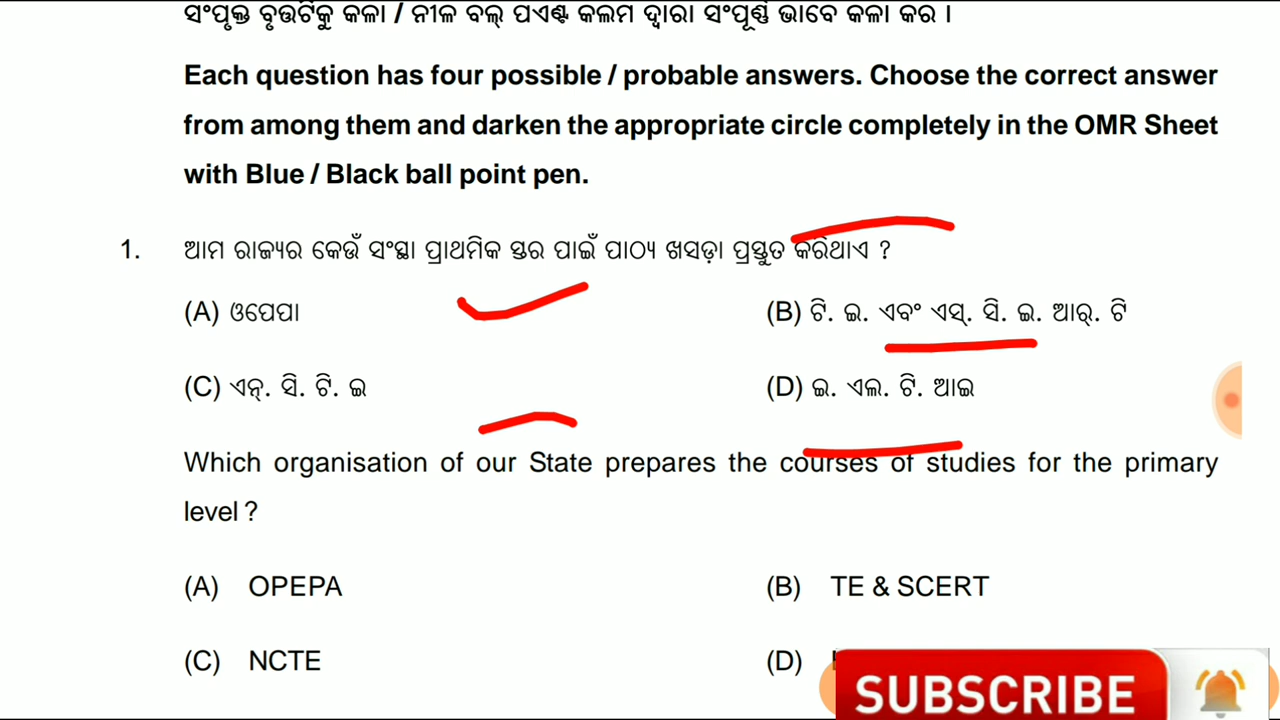 ସଂପୃକ୍ତ ବୃତ୍ତଟିକୁ କଳା / ନୀଳ ବଲ୍ ପଏଣ୍ଟ କଲମ ଦ୍ୱାରା ସଂପୂର୍ଣ୍ଣ ଭାବେ କଳା କର ।
Each question has four possible / probable answers. Choose the correct answer
from among them and darken the appropriate circle completely in the OMR Sheet
with Blue / Black ball point pen.
1. ଆମ ରାଜ୍ୟର କେଉଁ ସଂସ୍ଥା ପ୍ରାଥମିକ ସ୍ତର ପାଇଁ ପାଠ୍ୟ ଖସଡ଼ା ପ୍ରସ୍ତୁତ କରିଥାଏ ?
(A) ଓପେପା (B) ଟି. ଇ. ଏବଂ ଏସ୍. ସି. ଇ. ଆର୍. ଟି
(C) ଏନ୍. ସି. ଟି. ଇ (D) ଇ. ଏଲ. ଟି. ଆଇ
Which organisation of our State prepares the courses of studies for the primary
level ?
(A) OPEPA (B) TE & SCERT
(C) NCTE (D)
SUBSCRIBE